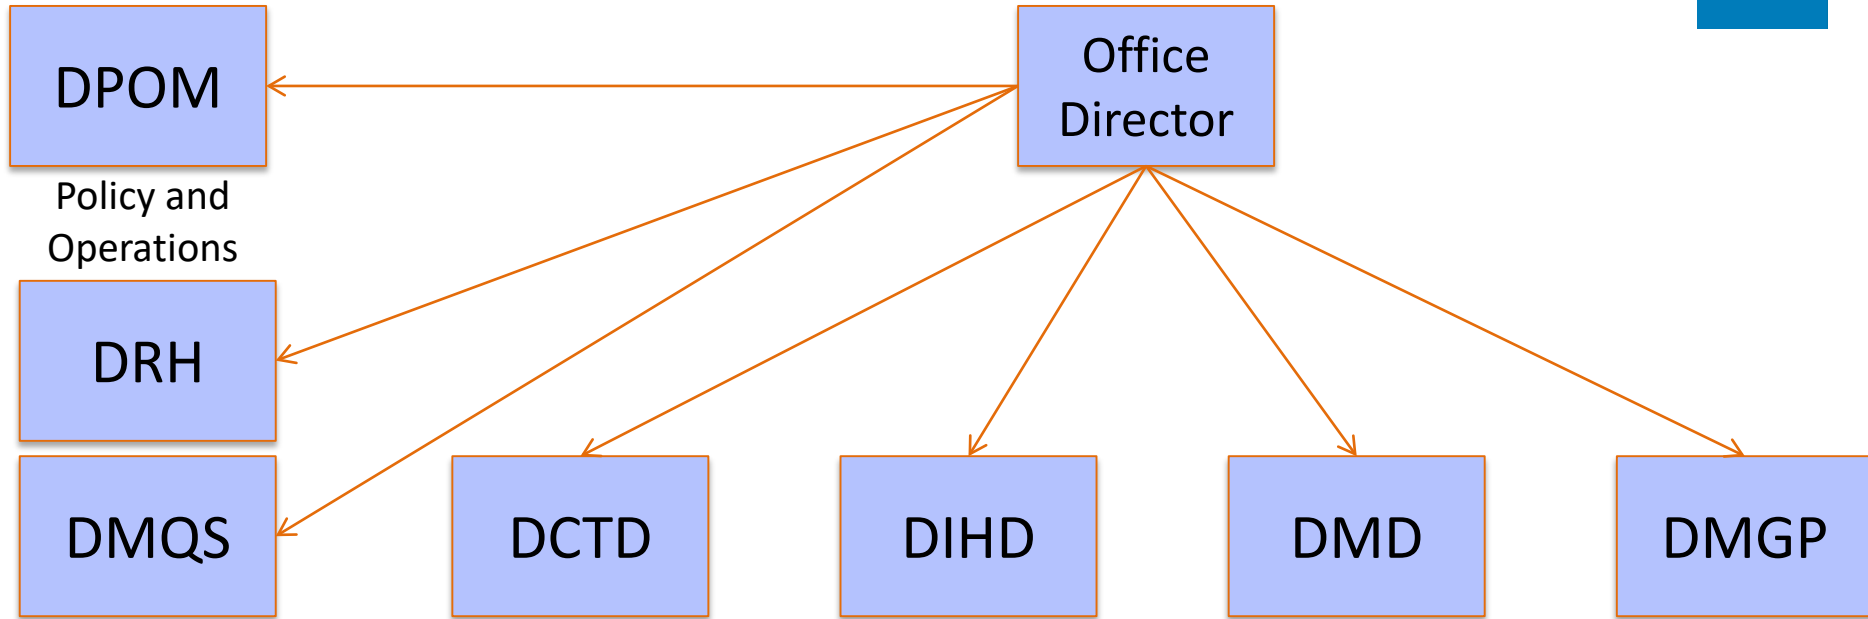 DPOM
Office
Director
Policy and
Operations
DRH
DMQS
DCTD
DIHD
DMD
DMGP